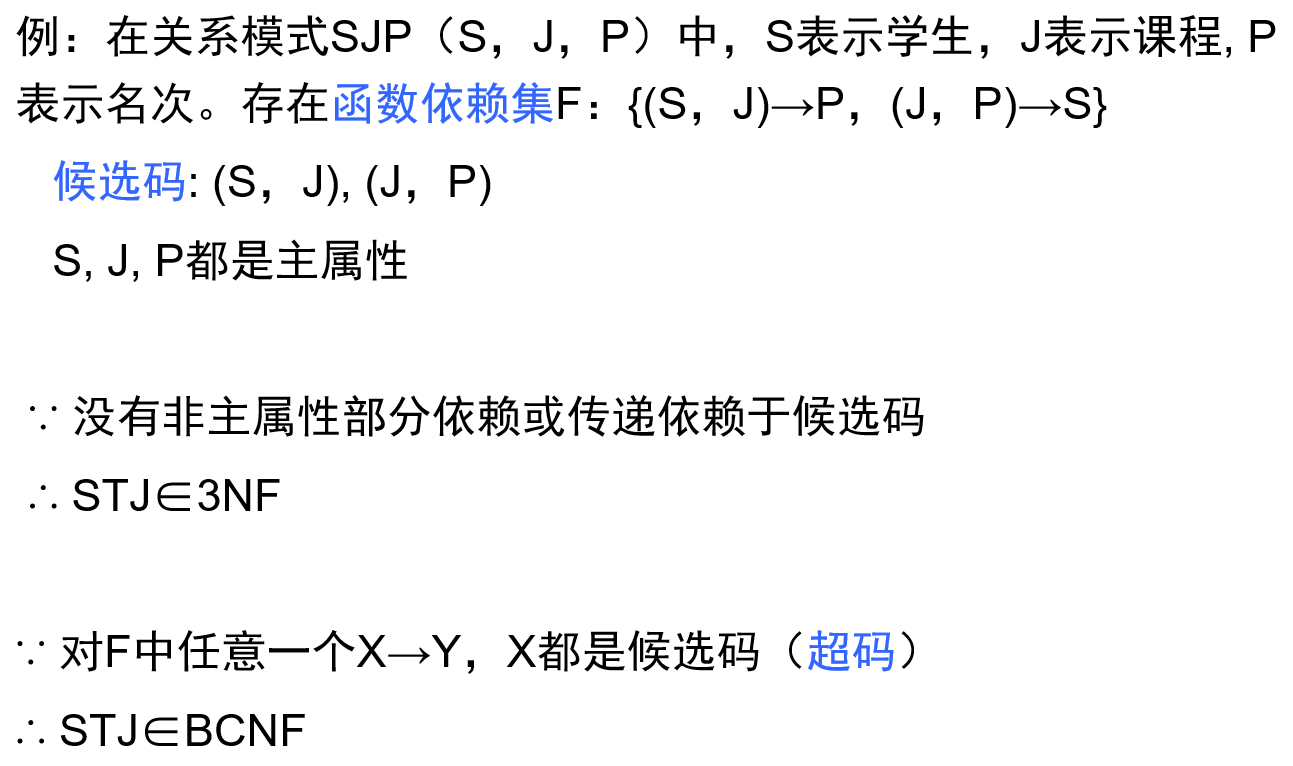 例：在关系模式SJP（S，J，P）中，S表示学生，J表示课程, P
表示名次。存在函数依赖集F：{(S，J)→P，(J，P)→S}
候选码: (S，J), (J，P)
S, J, P都是主属性
∵ 没有非主属性部分依赖或传递依赖于候选码
∴ STJ∈3NF
∵ 对F中任意一个X→Y，X都是候选码（超码）
∴ STJ∈BCNF